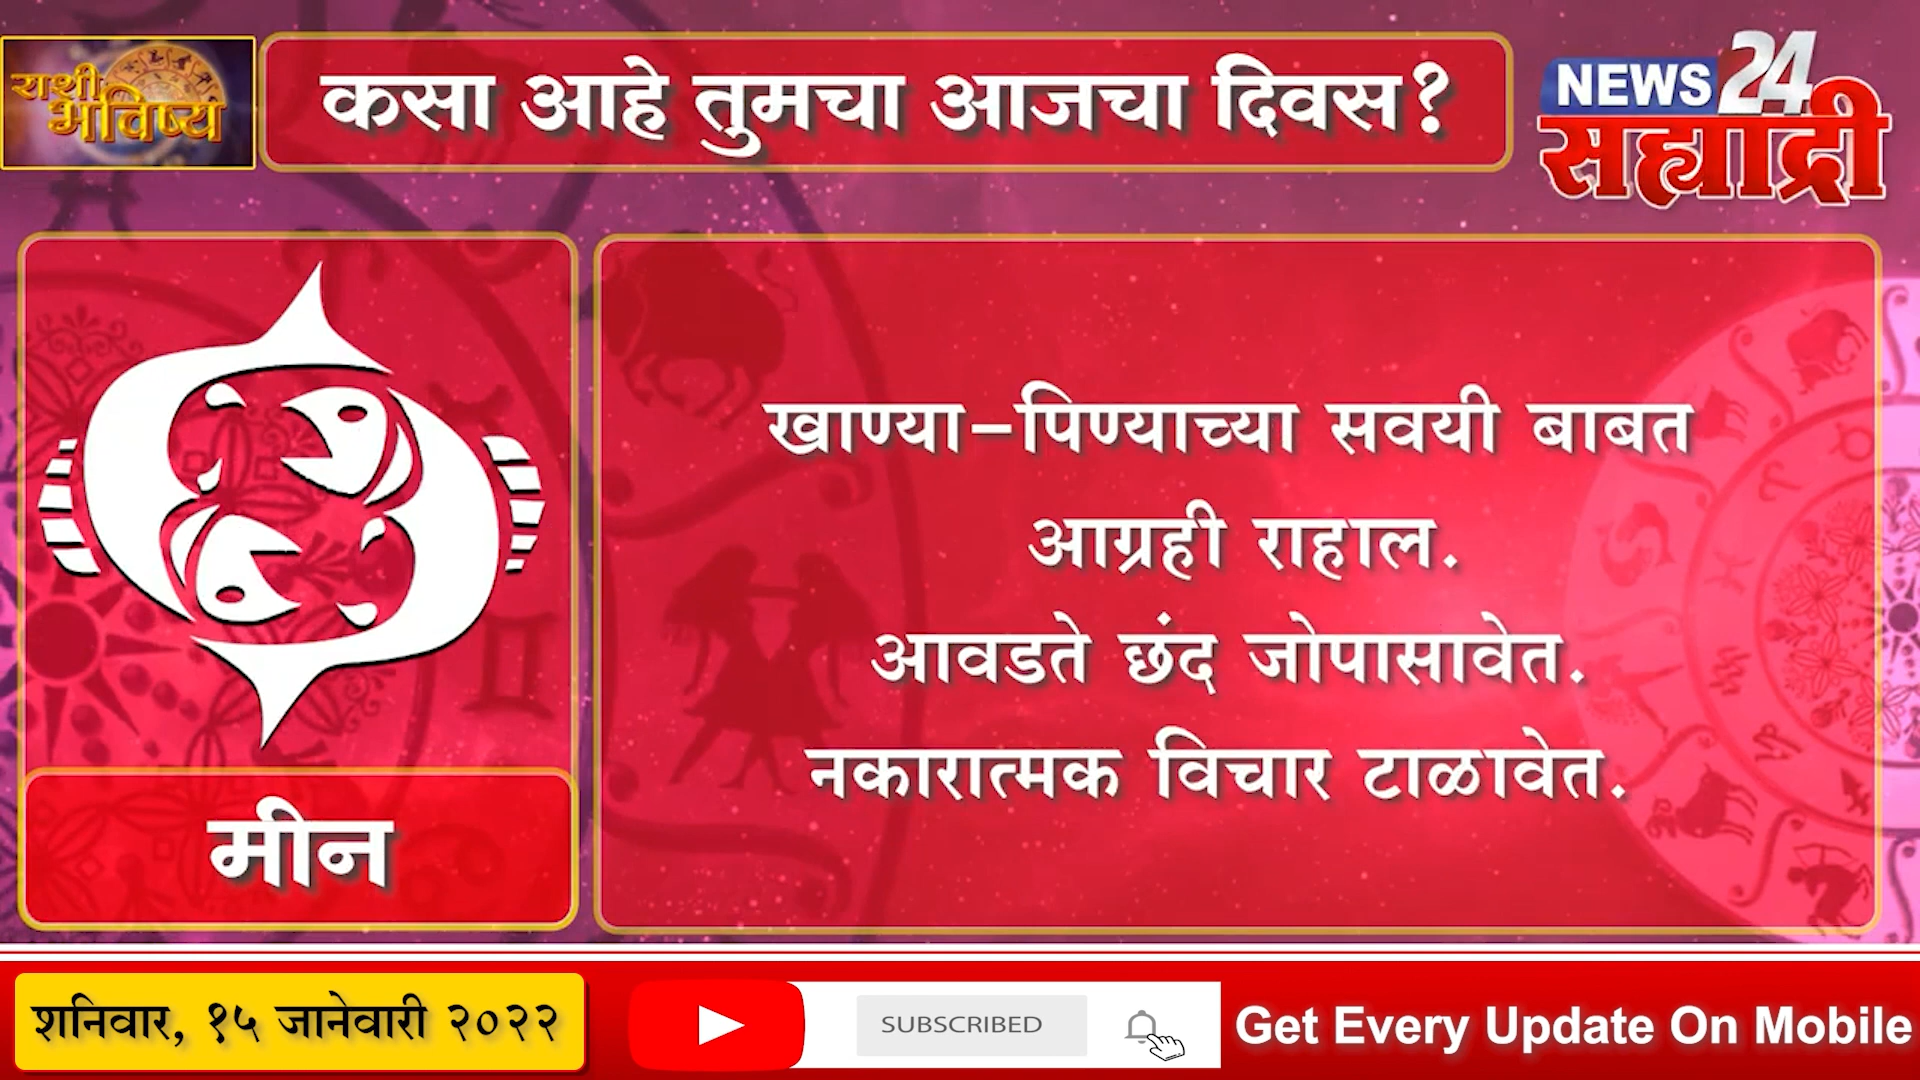 राशी
भविष्य
कसा आहे तुमचा आजचा दिवस?
NEWS 24
सह्याद्री
खाण्या-पिण्याच्या सवयी बाबत
आग्रही राहाल.
आवडते छंद जोपासावेत.
नकारात्मक विचार टाळावेत.
मीन
शनिवार, १५ जानेवारी २०२२
SUBSCRIBED
Get Every Update On Mobile